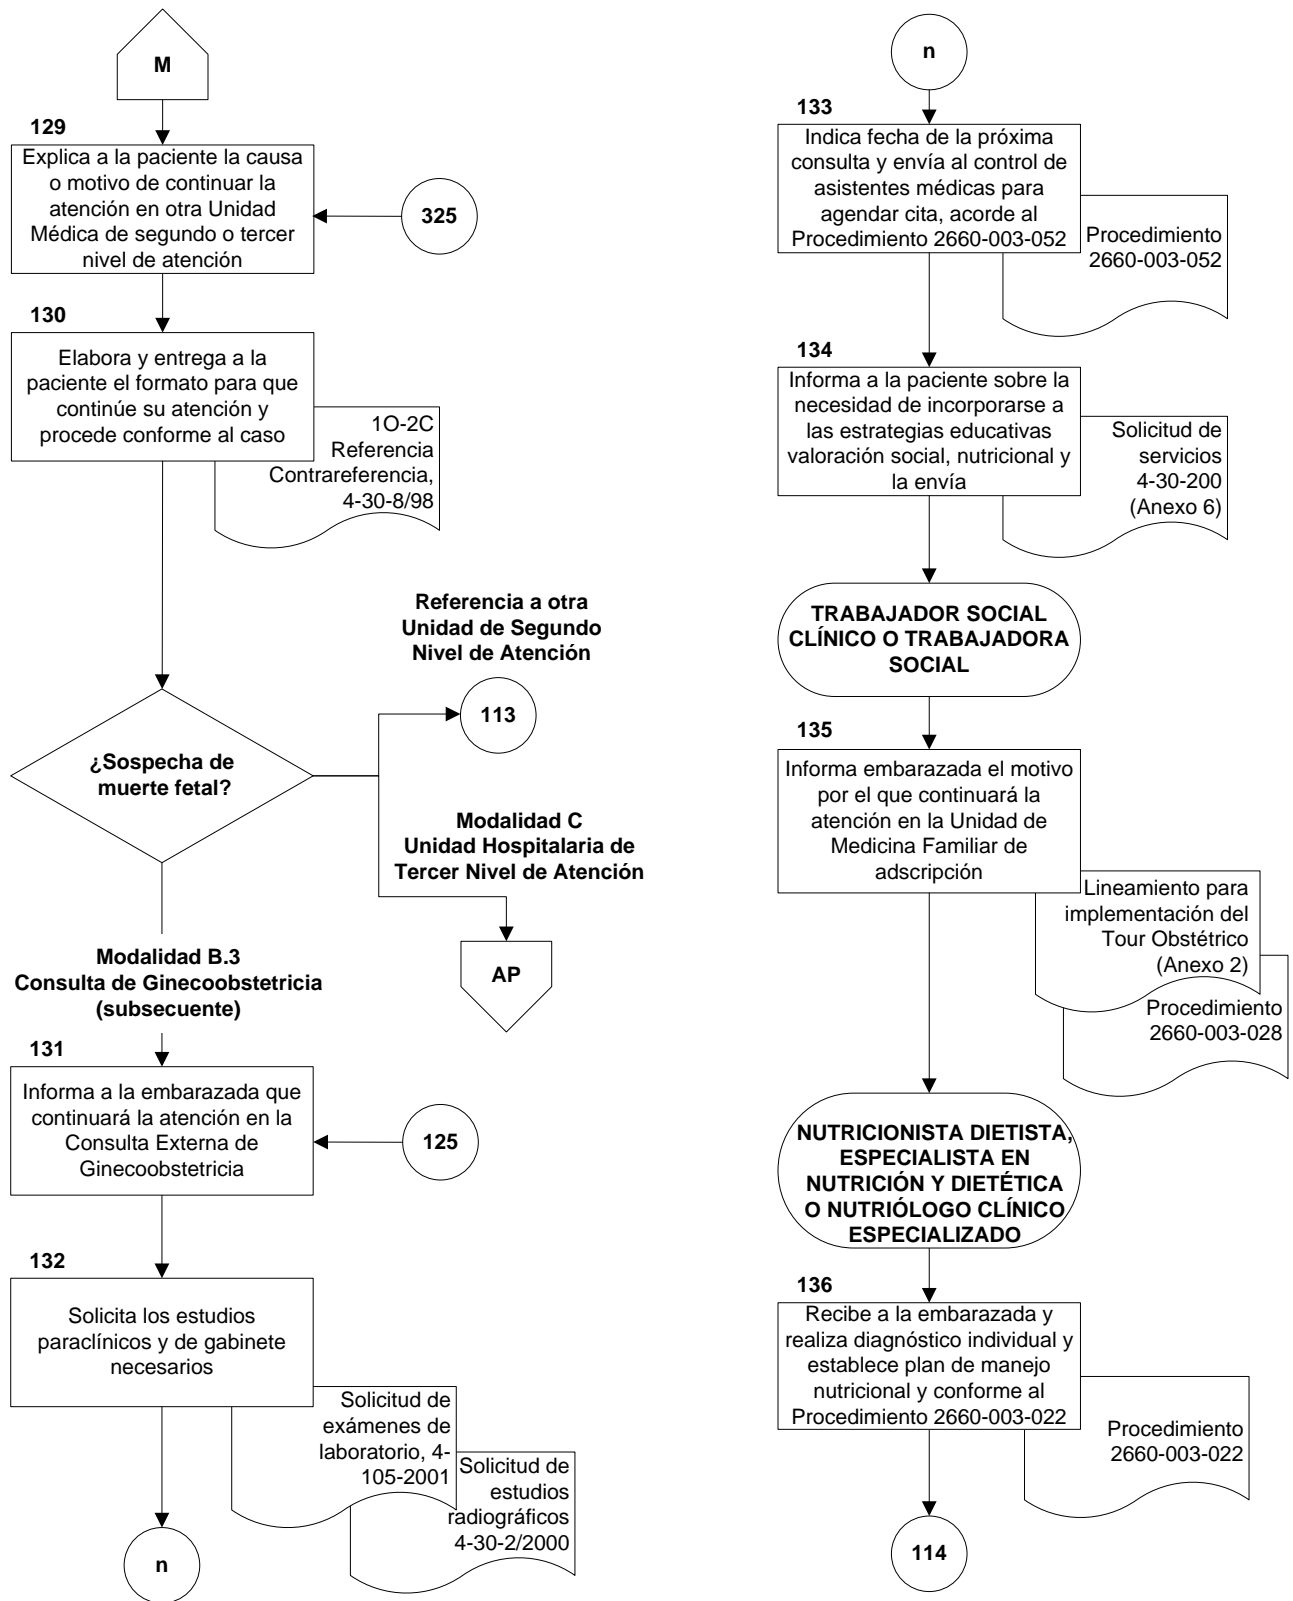 M
129
Explica a la paciente la causa
o motivo de continuar la
atención en otra Unidad
Médica de segundo o tercer
nivel de atención
325
130
Elabora y entrega a la
paciente el formato para que
continúe su atención y
procede conforme al caso
1O-2C
Referencia
Contrareferencia,
4-30-8/98
¿Sospecha de
muerte fetal?
Referencia a otra
Unidad de Segundo
Nivel de Atención
113
Modalidad C
Unidad Hospitalaria de
Tercer Nivel de Atención
AP
Modalidad B.3
Consulta de Ginecoobstetricia
(subsecuente)
131
Informa a la embarazada que
continuará la atención en la
Consulta Externa de
Ginecoobstetricia
125
132
Solicita los estudios
paraclínicos y de gabinete
necesarios
Solicitud de
exámenes de
laboratorio, 4-
105-2001
Solicitud de
estudios
radiográficos
4-30-2/2000
n
n
133
Indica fecha de la próxima
consulta y envía al control de
asistentes médicas para
agendar cita, acorde al
Procedimiento 2660-003-052
Procedimiento
2660-003-052
134
Informa a la paciente sobre la
necesidad de incorporarse a
las estrategias educativas
valoración social, nutricional y
la envía
Solicitud de
servicios
4-30-200
(Anexo 6)
TRABAJADOR SOCIAL
CLÍNICO O TRABAJADORA
SOCIAL
135
Informa embarazada el motivo
por el que continuará la
atención en la Unidad de
Medicina Familiar de
adscripción
Lineamiento para
implementación del
Tour Obstétrico
(Anexo 2)
Procedimiento
2660-003-028
NUTRICIONISTA DIETISTA,
ESPECIALISTA EN
NUTRICIÓN Y DIETÉTICA
O NUTRIÓLOGO CLÍNICO
ESPECIALIZADO
136
Recibe a la embarazada y
realiza diagnóstico individual y
establece plan de manejo
nutricional y conforme al
Procedimiento 2660-003-022
Procedimiento
2660-003-022
114